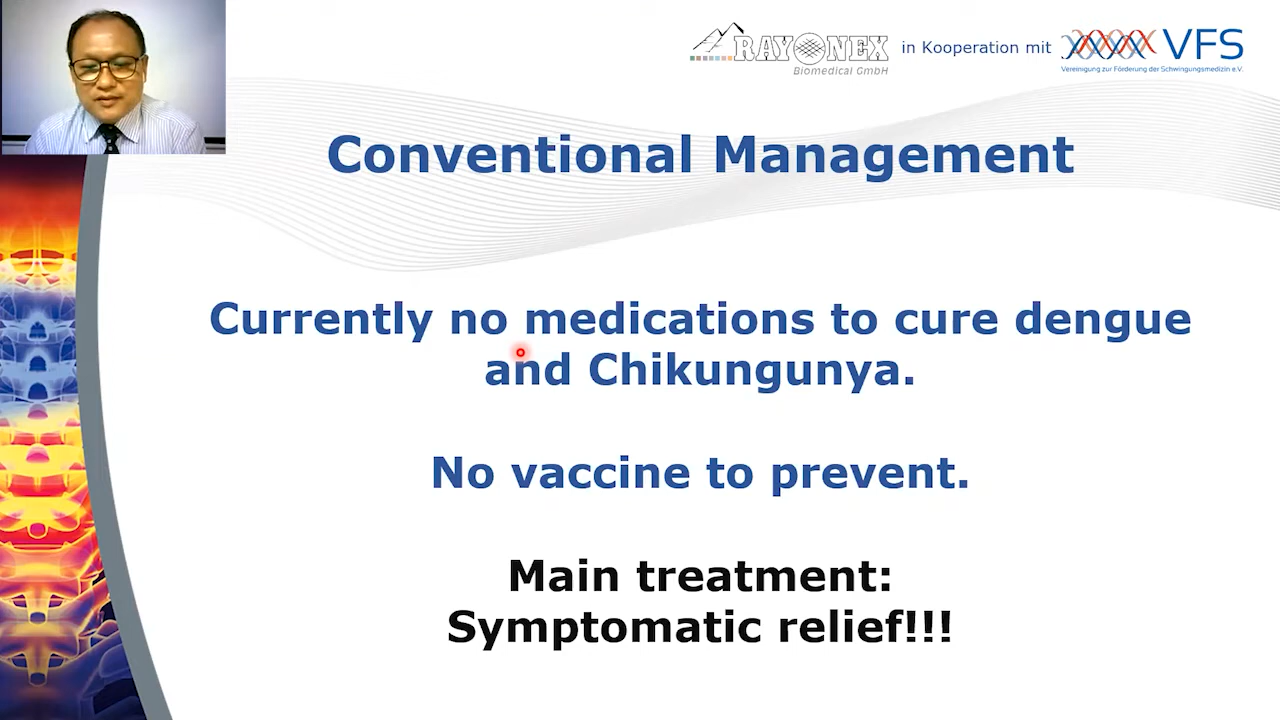 RAYONEX
Biomedical GmbH
in Kooperation mit
VFS
Vereinigung zur Förderung der Schwingungsmedizin e.V.
Conventional Management
Currently no medications to cure dengue
and Chikungunya.
No vaccine to prevent.
Main treatment:
Symptomatic relief!!!